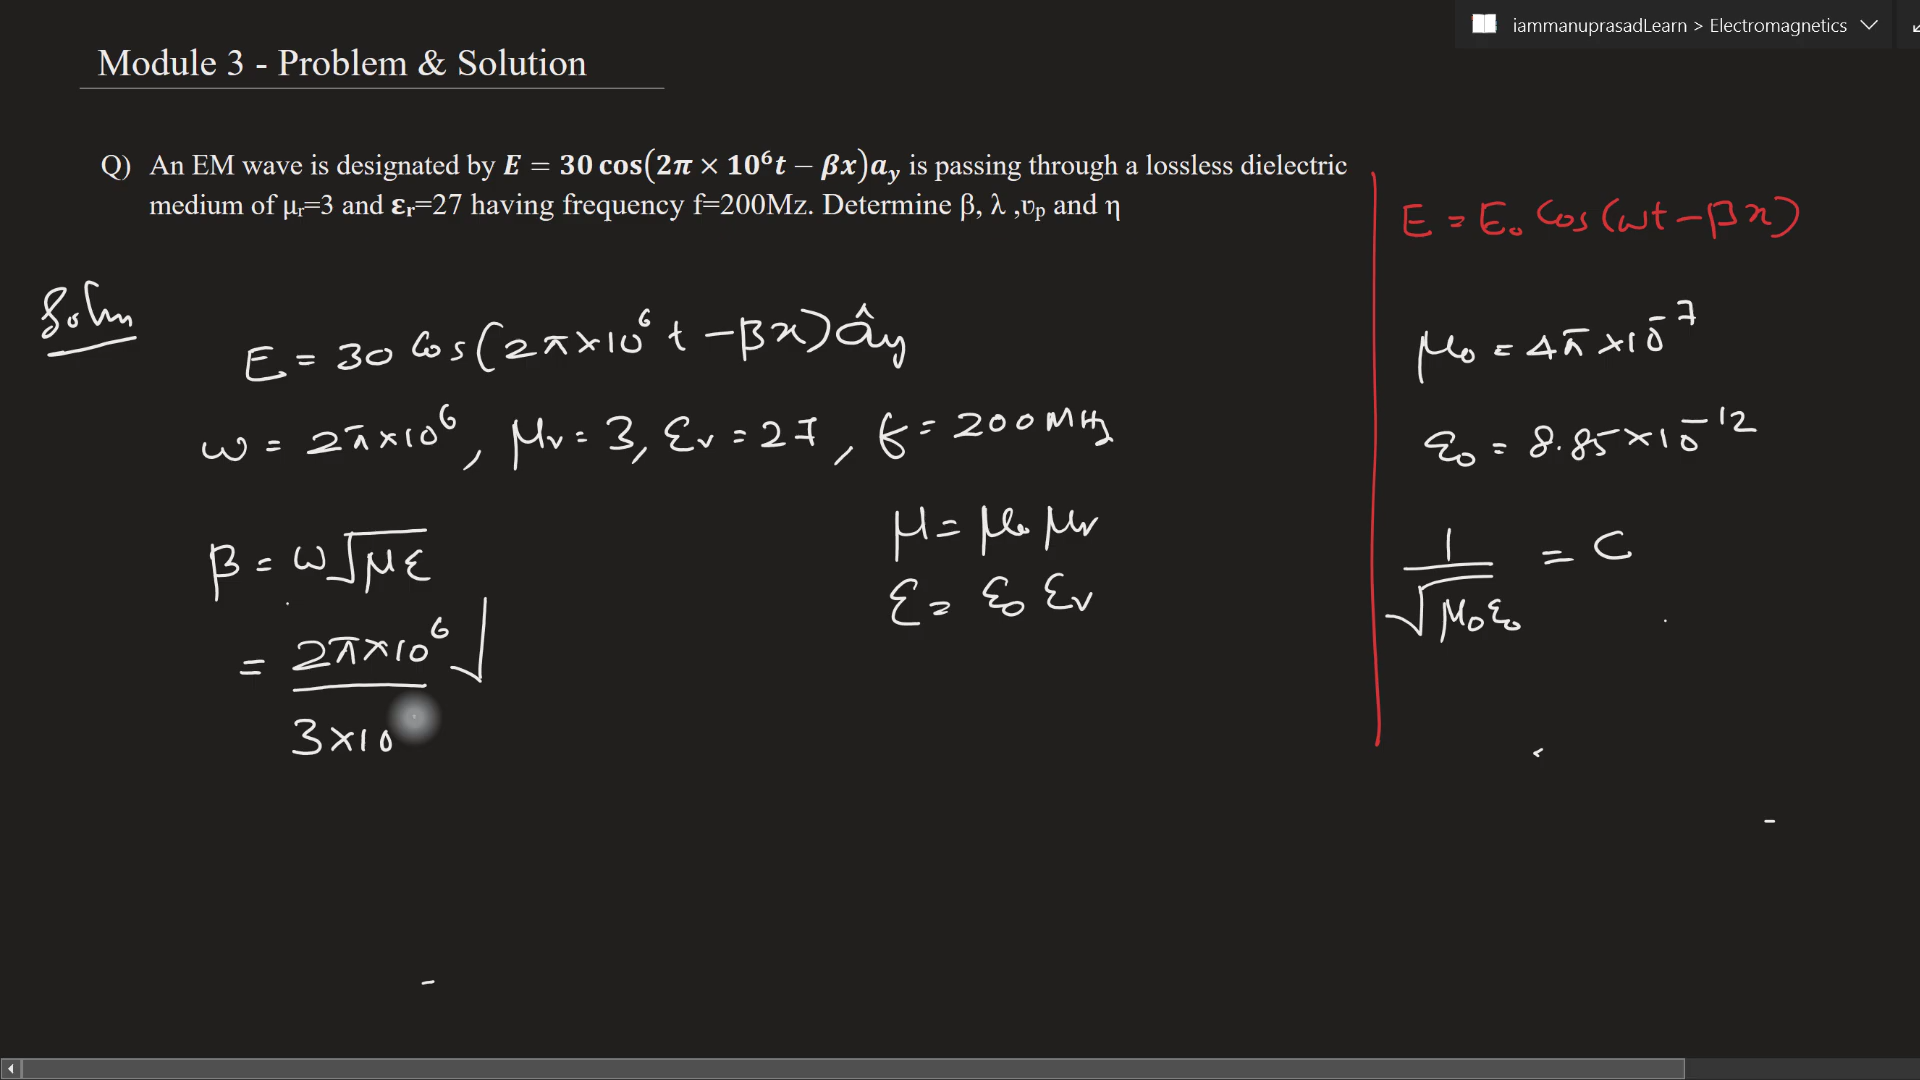 iammanuprasadLearn > Electromagnetics
Module 3 - Problem & Solution
Q) An EM wave is designated by E = 30 cos(2π × 10⁶t − βx)aᵧ is passing through a lossless dielectric
medium of μᵣ=3 and εᵣ=27 having frequency f=200Mz. Determine β, λ ,υₚ and η
E = E₀ Cos (ωt − βx)
Soln
E = 30 Cos (2π×10⁶ t − βx) ây
μ₀ = 4π × 10⁻⁷
ω = 2π×10⁶, μr = 3, εr = 27, f = 200 MHz
ε₀ = 8.85 × 10⁻¹²
μ = μ₀ μr
β = ω√με
1/√μ₀ε₀ = C
ε = ε₀ εr
= 2π×10⁶ √
3×10